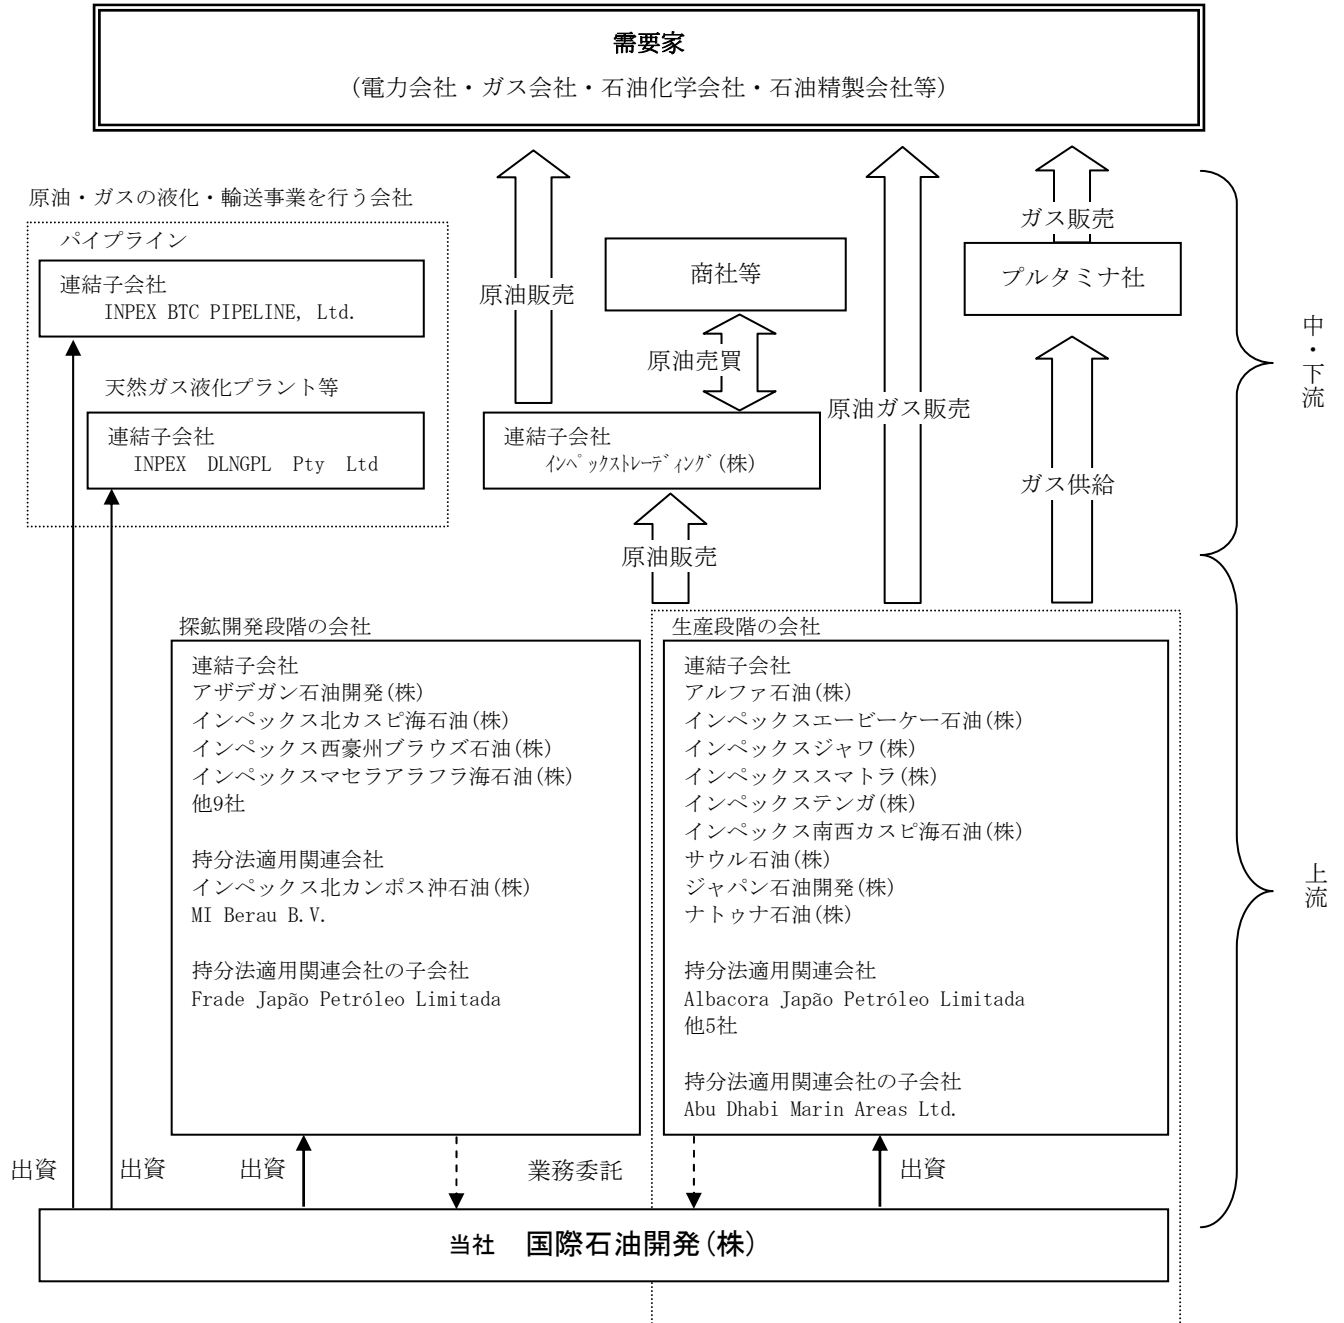 需要家
(電力会社・ガス会社・石油化学会社・石油精製会社等)
原油・ガスの液化・輸送事業を行う会社
パイプライン
連結子会社
INPEX BTC PIPELINE, Ltd.
天然ガス液化プラント等
連結子会社
INPEX DLNGPL Pty Ltd
原油販売
商社等
原油売買
連結子会社
インペックストレーディング(株)
原油販売
原油ガス販売
ガス販売
プルタミナ社
ガス供給
中・下流
探鉱開発段階の会社
連結子会社
アザデガン石油開発(株)
インペックス北カスピ海石油(株)
インペックス西豪州ブラウズ石油(株)
インペックスマセラアラフラ海石油(株)
他9社
持分法適用関連会社
インペックス北カンポス沖石油(株)
MI Berau B.V.
持分法適用関連会社の子会社
Frade Japão Petróleo Limitada
生産段階の会社
連結子会社
アルファ石油(株)
インペックスエービーケー石油(株)
インペックスジャワ(株)
インペックススマトラ(株)
インペックステンガ(株)
インペックス南西カスピ海石油(株)
サウル石油(株)
ジャパン石油開発(株)
ナトゥナ石油(株)
持分法適用関連会社
Albacora Japão Petróleo Limitada
他5社
持分法適用関連会社の子会社
Abu Dhabi Marin Areas Ltd.
上流
出資
出資
出資
業務委託
出資
当社 国際石油開発(株)